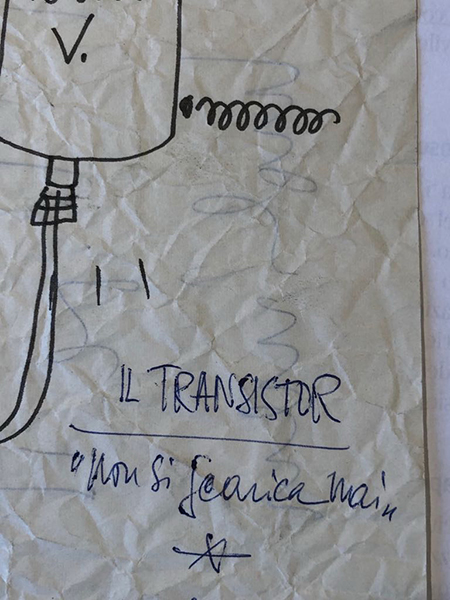 V.
IL TRANSISTOR
"Non si scarica mai"